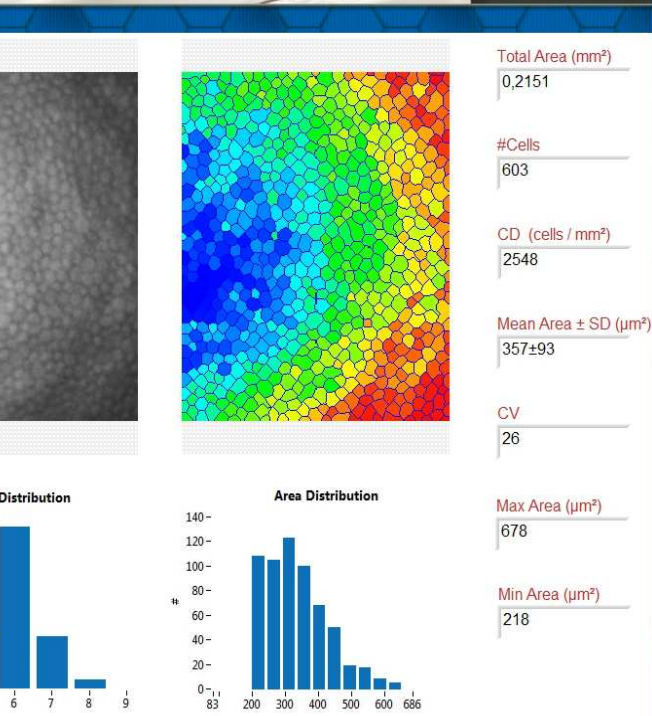 Total Area (mm²)
0,2151
#Cells
603
CD (cells / mm²)
2548
Mean Area ± SD (µm²)
357±93
CV
26
Max Area (µm²)
678
Min Area (µm²)
218
Distribution
6 7 8 9
Area Distribution
#
140
120
100
80
60
40
20
0
83 200 300 400 500 600 686